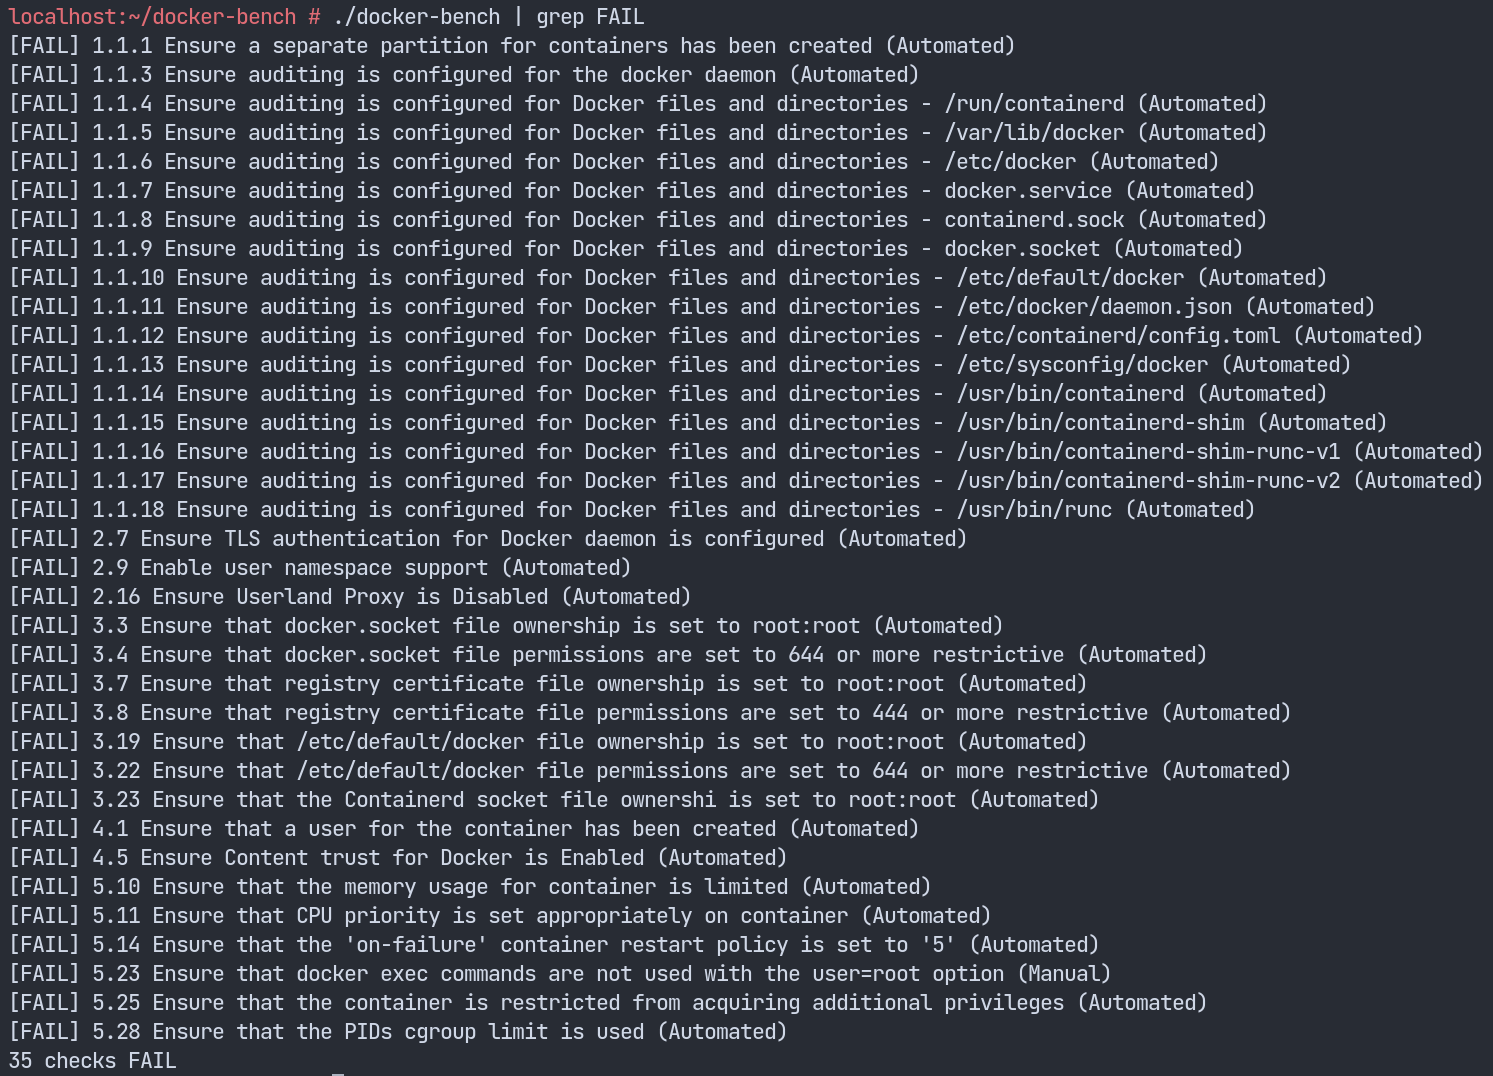 localhost:~/docker-bench # ./docker-bench | grep FAIL
[FAIL] 1.1.1 Ensure a separate partition for containers has been created (Automated)
[FAIL] 1.1.3 Ensure auditing is configured for the docker daemon (Automated)
[FAIL] 1.1.4 Ensure auditing is configured for Docker files and directories - /run/containerd (Automated)
[FAIL] 1.1.5 Ensure auditing is configured for Docker files and directories - /var/lib/docker (Automated)
[FAIL] 1.1.6 Ensure auditing is configured for Docker files and directories - /etc/docker (Automated)
[FAIL] 1.1.7 Ensure auditing is configured for Docker files and directories - docker.service (Automated)
[FAIL] 1.1.8 Ensure auditing is configured for Docker files and directories - containerd.sock (Automated)
[FAIL] 1.1.9 Ensure auditing is configured for Docker files and directories - docker.socket (Automated)
[FAIL] 1.1.10 Ensure auditing is configured for Docker files and directories - /etc/default/docker (Automated)
[FAIL] 1.1.11 Ensure auditing is configured for Docker files and directories - /etc/docker/daemon.json (Automated)
[FAIL] 1.1.12 Ensure auditing is configured for Docker files and directories - /etc/containerd/config.toml (Automated)
[FAIL] 1.1.13 Ensure auditing is configured for Docker files and directories - /etc/sysconfig/docker (Automated)
[FAIL] 1.1.14 Ensure auditing is configured for Docker files and directories - /usr/bin/containerd (Automated)
[FAIL] 1.1.15 Ensure auditing is configured for Docker files and directories - /usr/bin/containerd-shim (Automated)
[FAIL] 1.1.16 Ensure auditing is configured for Docker files and directories - /usr/bin/containerd-shim-runc-v1 (Automated)
[FAIL] 1.1.17 Ensure auditing is configured for Docker files and directories - /usr/bin/containerd-shim-runc-v2 (Automated)
[FAIL] 1.1.18 Ensure auditing is configured for Docker files and directories - /usr/bin/runc (Automated)
[FAIL] 2.7 Ensure TLS authentication for Docker daemon is configured (Automated)
[FAIL] 2.9 Enable user namespace support (Automated)
[FAIL] 2.16 Ensure Userland Proxy is Disabled (Automated)
[FAIL] 3.3 Ensure that docker.socket file ownership is set to root:root (Automated)
[FAIL] 3.4 Ensure that docker.socket file permissions are set to 644 or more restrictive (Automated)
[FAIL] 3.7 Ensure that registry certificate file ownership is set to root:root (Automated)
[FAIL] 3.8 Ensure that registry certificate file permissions are set to 444 or more restrictive (Automated)
[FAIL] 3.19 Ensure that /etc/default/docker file ownership is set to root:root (Automated)
[FAIL] 3.22 Ensure that /etc/default/docker file permissions are set to 644 or more restrictive (Automated)
[FAIL] 3.23 Ensure that the Containerd socket file ownershi is set to root:root (Automated)
[FAIL] 4.1 Ensure that a user for the container has been created (Automated)
[FAIL] 4.5 Ensure Content trust for Docker is Enabled (Automated)
[FAIL] 5.10 Ensure that the memory usage for container is limited (Automated)
[FAIL] 5.11 Ensure that CPU priority is set appropriately on container (Automated)
[FAIL] 5.14 Ensure that the 'on-failure' container restart policy is set to '5' (Automated)
[FAIL] 5.23 Ensure that docker exec commands are not used with the user=root option (Manual)
[FAIL] 5.25 Ensure that the container is restricted from acquiring additional privileges (Automated)
[FAIL] 5.28 Ensure that the PIDs cgroup limit is used (Automated)
35 checks FAIL